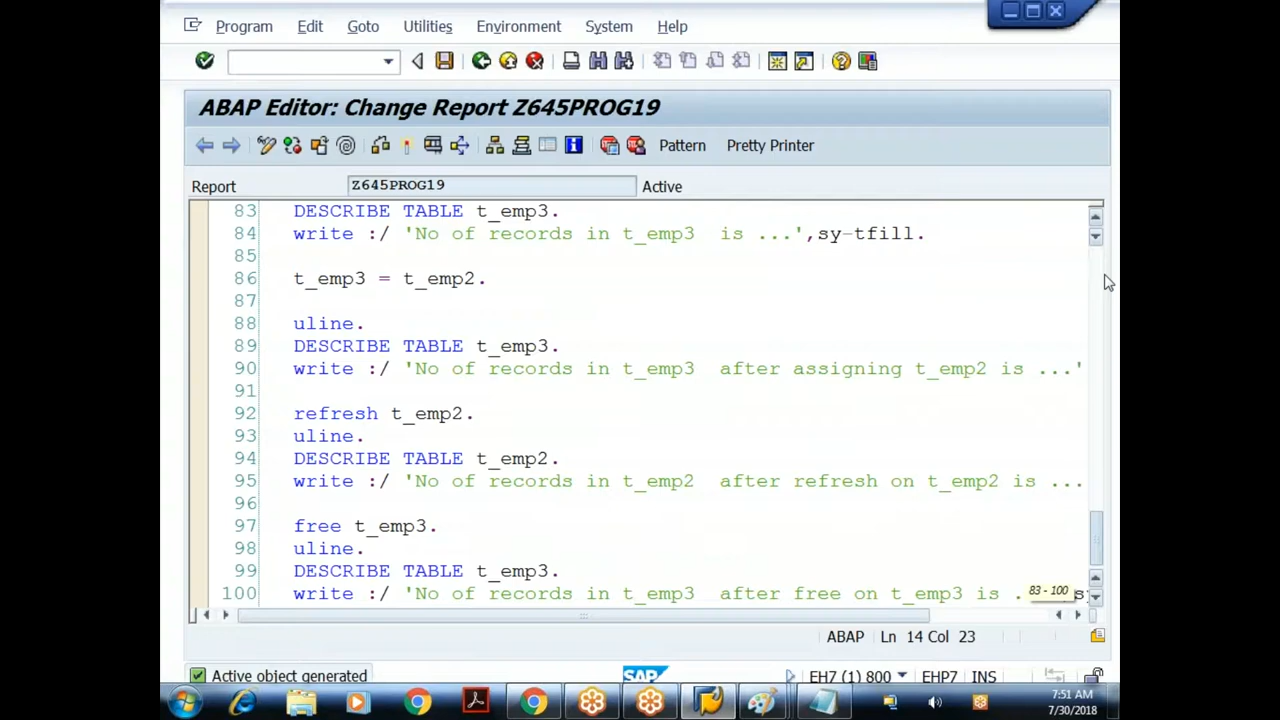 Program Edit Goto Utilities Environment System Help
ABAP Editor: Change Report Z645PROG19
Pattern Pretty Printer
Report Z645PROG19 Active
83 DESCRIBE TABLE t_emp3.
84 write :/ 'No of records in t_emp3  is ...',sy-tfill.
85
86 t_emp3 = t_emp2.
87
88 uline.
89 DESCRIBE TABLE t_emp3.
90 write :/ 'No of records in t_emp3  after assigning t_emp2 is ...'
91
92 refresh t_emp2.
93 uline.
94 DESCRIBE TABLE t_emp2.
95 write :/ 'No of records in t_emp2  after refresh on t_emp2 is ...
96
97 free t_emp3.
98 uline.
99 DESCRIBE TABLE t_emp3.
100 write :/ 'No of records in t_emp3  after free on t_emp3 is .
83 - 100
ABAP Ln 14 Col 23
Active object generated
SAP
EH7 (1) 800 EHP7 INS
7:51 AM
7/30/2018